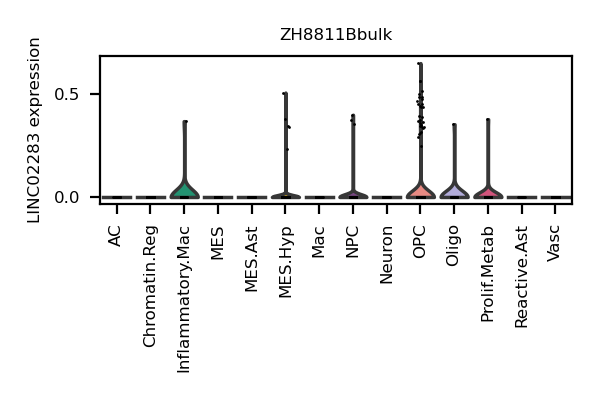 ZH8811Bbulk
LINC02283 expression
0.5
0.0
AC
Chromatin.Reg
Inflammatory.Mac
MES
MES.Ast
MES.Hyp
Mac
NPC
Neuron
OPC
Oligo
Prolif.Metab
Reactive.Ast
Vasc